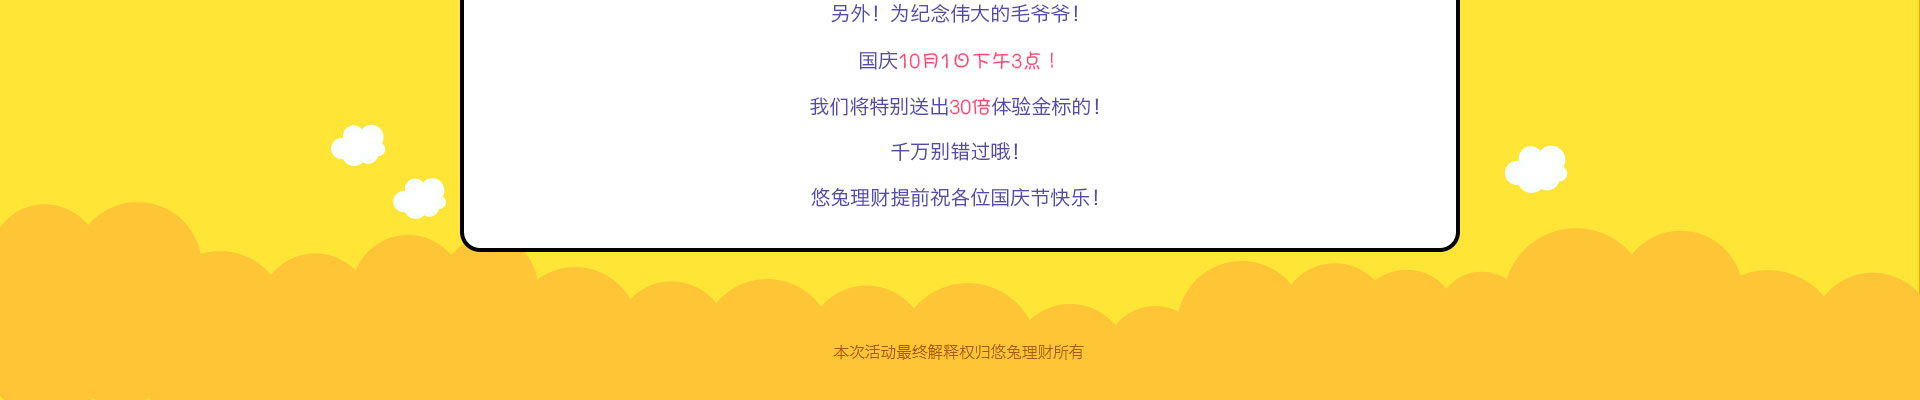 另外！为纪念伟大的毛爷爷！
国庆10月1日下午3点！
我们将特别送出30倍体验金标的！
千万别错过哦！
悠兔理财提前祝各位国庆节快乐！
本次活动最终解释权归悠兔理财所有